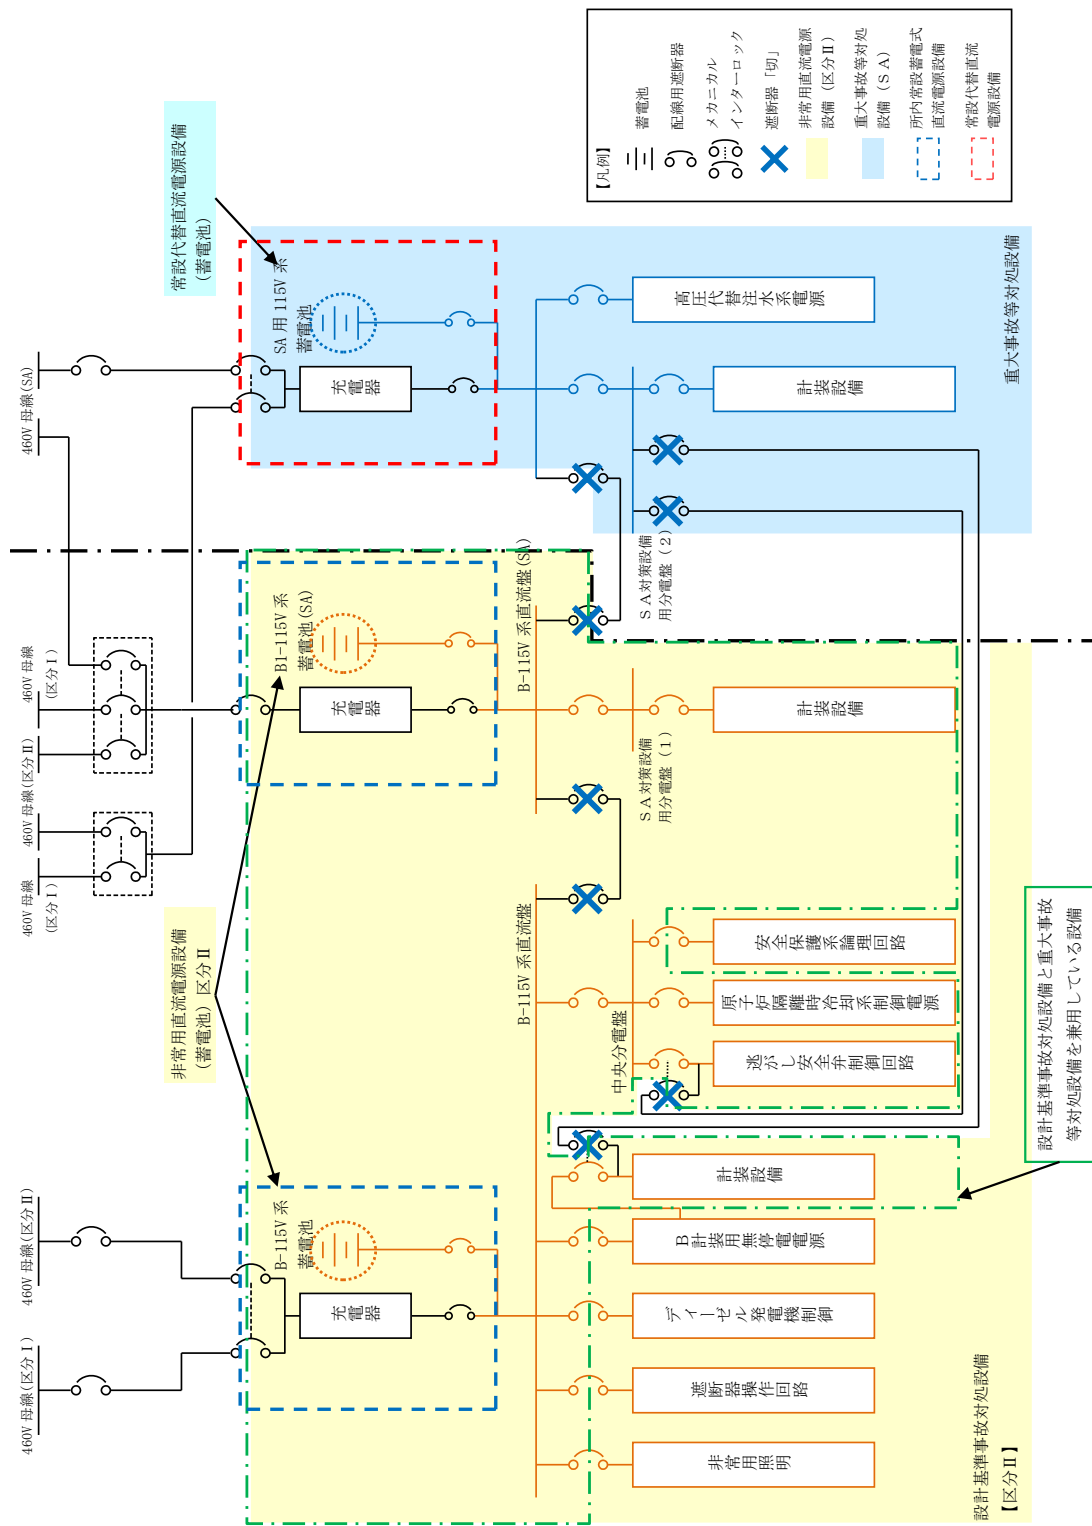 460V 母線(区分Ⅰ)
460V 母線(区分Ⅱ)
460V 母線
(区分Ⅰ)
460V 母線(区分Ⅱ)
460V 母線
(区分Ⅰ)
460V 母線(SA)
非常用直流電源設備
(蓄電池) 区分Ⅱ
常設代替直流電源設備
(蓄電池)
B-115V 系
蓄電池
充電器
B1-115V 系
蓄電池(SA)
充電器
SA 用 115V 系
蓄電池
充電器
B-115V 系直流盤
B-115V 系直流盤(SA)
中央分電盤
SA対策設備
用分電盤(1)
SA対策設備
用分電盤(2)
非常用照明
遮断器操作回路
ディーゼル発電機制御
B計装用無停電電源
計装設備
逃がし安全弁制御回路
原子炉隔離時冷却系制御電源
安全保護系論理回路
計装設備
計装設備
高圧代替注水系電源
設計基準事故対処設備
【区分Ⅱ】
重大事故等対処設備
設計基準事故対処設備と重大事故
等対処設備を兼用している設備
【凡例】
蓄電池
配線用遮断器
メカニカル
インターロック
遮断器「切」
非常用直流電源
設備(区分Ⅱ)
重大事故等対処
設備(SA)
所内常設蓄電式
直流電源設備
常設代替直流
電源設備